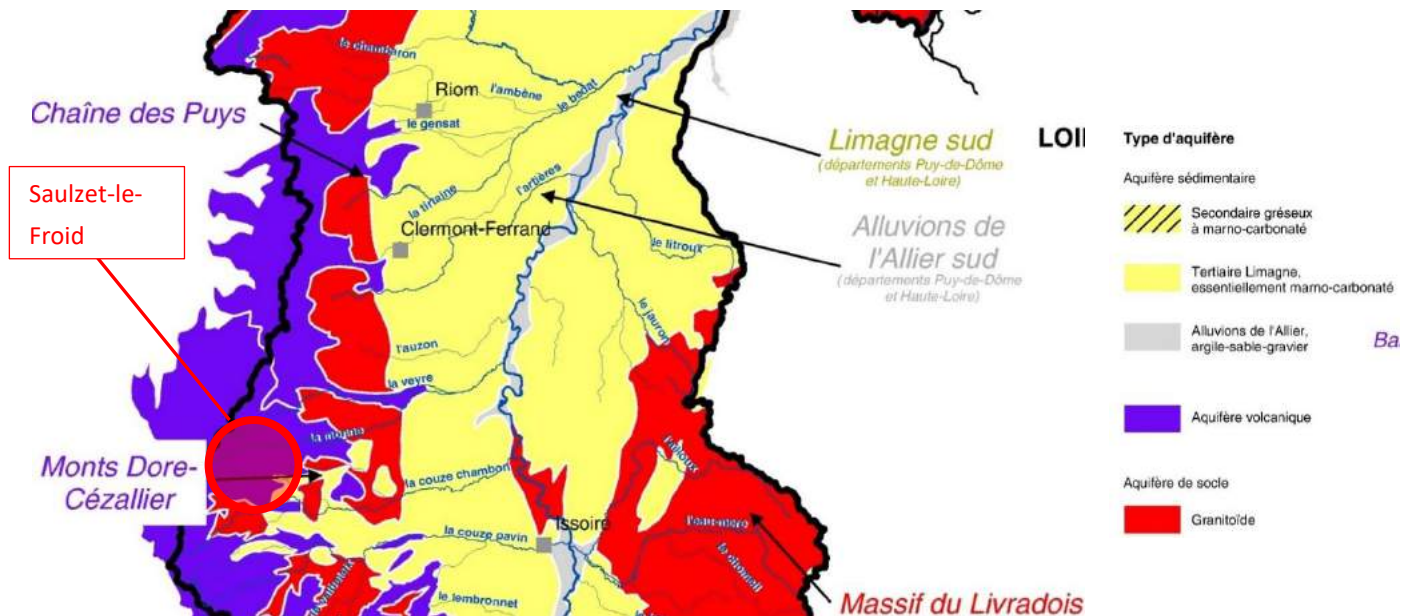 le chambaron
Riom
l'ambène
le bedat
le gensat
Chaîne des Puys
Saulzet-le-
Froid
Limagne sud
(départements Puy-de-Dôme
et Haute-Loire)
l'artières
la tiretaine
Clermont-Ferrand
Alluvions de
l'Allier sud
(départements Puy-de-Dôme
et Haute-Loire)
le litroux
le jauron
l'auzon
la veyre
la monne
Monts Dore-
Cézallier
la couze chambon
l'ailloux
Issoire
l'eau mère
la couze pavin
le lembronnet
Massif du Livradois
LOI
Type d'aquifère
Aquifère sédimentaire
Secondaire gréseux
à marno-carbonaté
Tertiaire Limagne,
essentiellement marno-carbonaté
Alluvions de l'Allier,
argile-sable-gravier
Ba
Aquifère volcanique
Aquifère de socle
Granitoïde